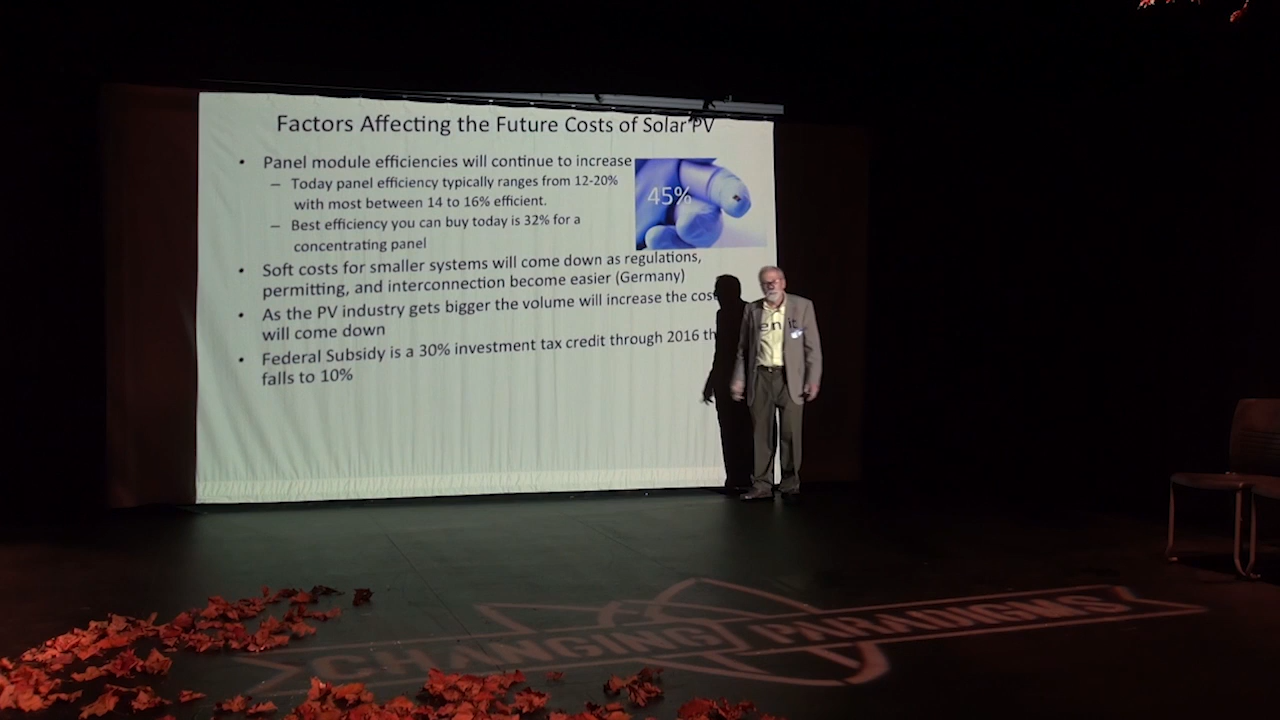 Factors Affecting the Future Costs of Solar PV
• Panel module efficiencies will continue to increase
– Today panel efficiency typically ranges from 12-20%
with most between 14 to 16% efficient.
– Best efficiency you can buy today is 32% for a
concentrating panel
45%
• Soft costs for smaller systems will come down as regulations,
permitting, and interconnection become easier (Germany)
• As the PV industry gets bigger the volume will increase the cost
will come down
• Federal Subsidy is a 30% investment tax credit through 2016 th en it
falls to 10%
CHANGING PARADIGMS